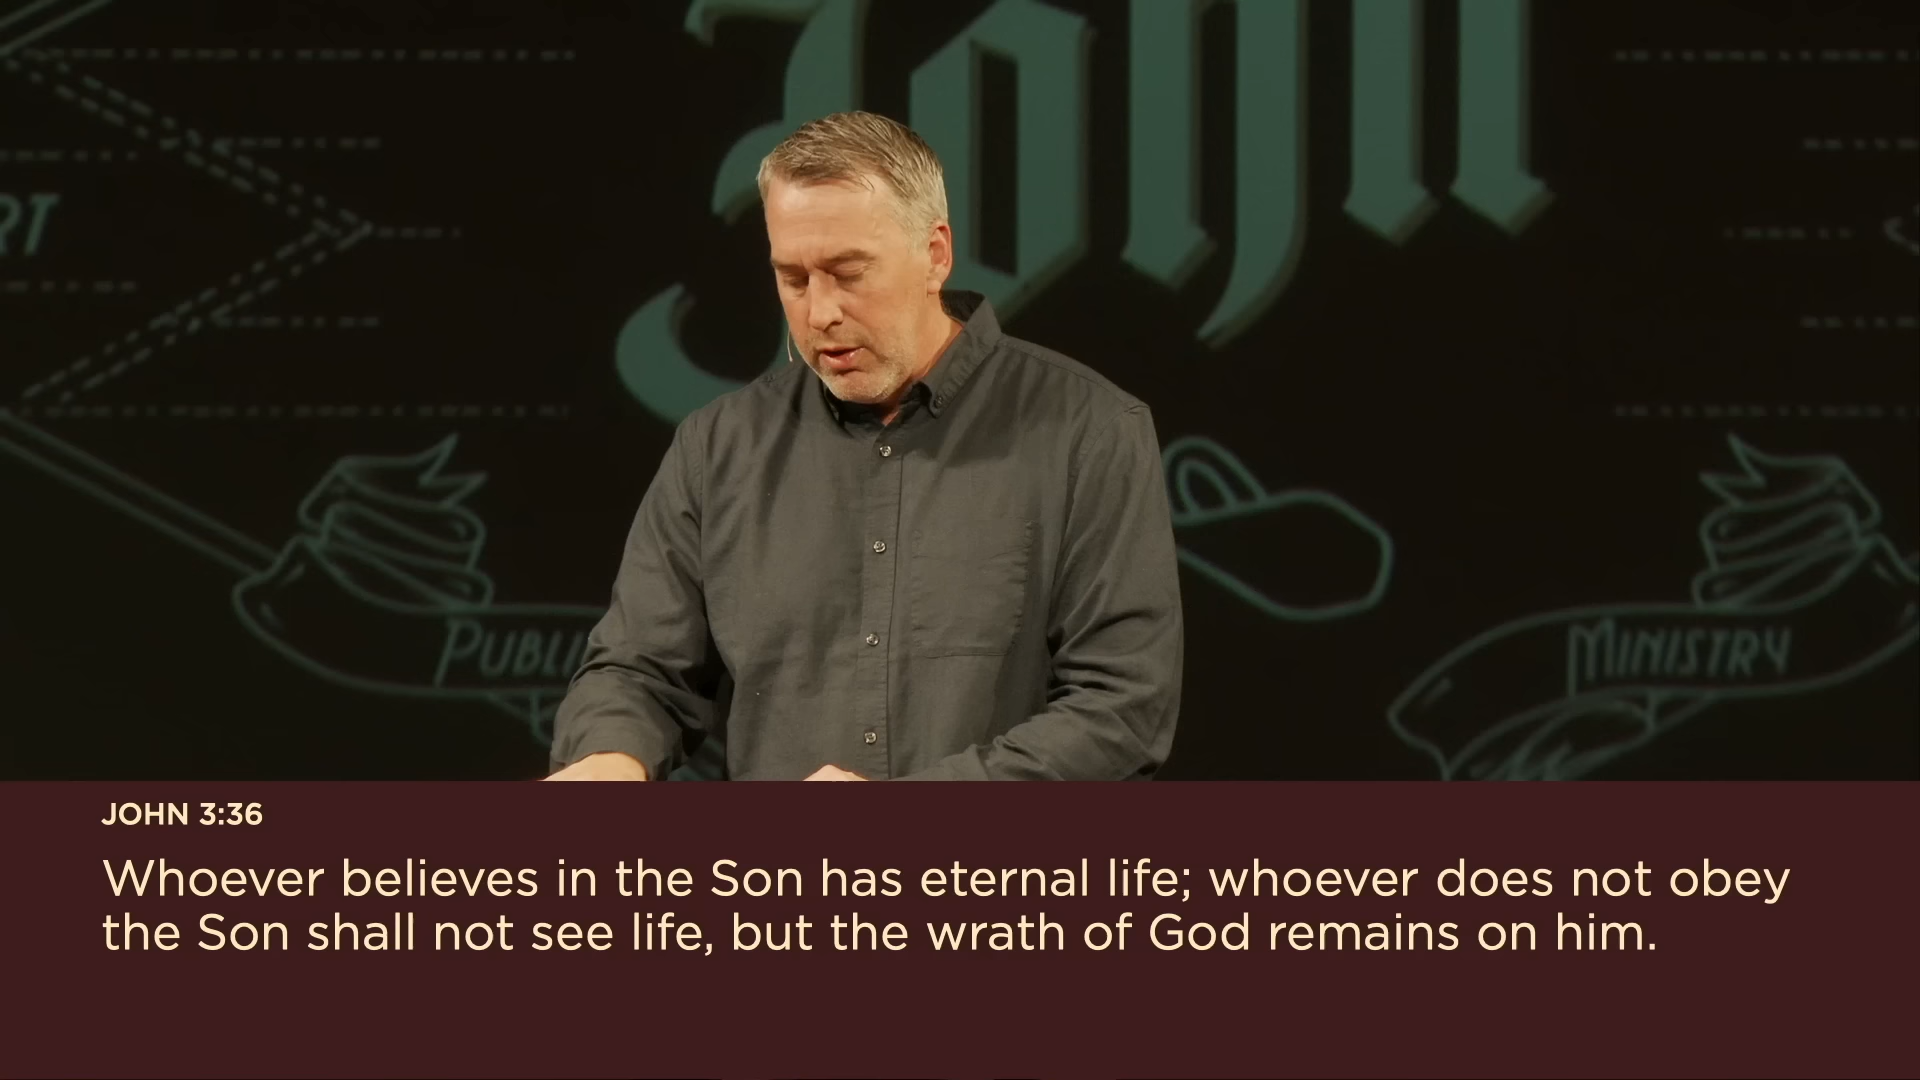 John
RT
PUBLI
MINISTRY
JOHN 3:36
Whoever believes in the Son has eternal life; whoever does not obey
the Son shall not see life, but the wrath of God remains on him.